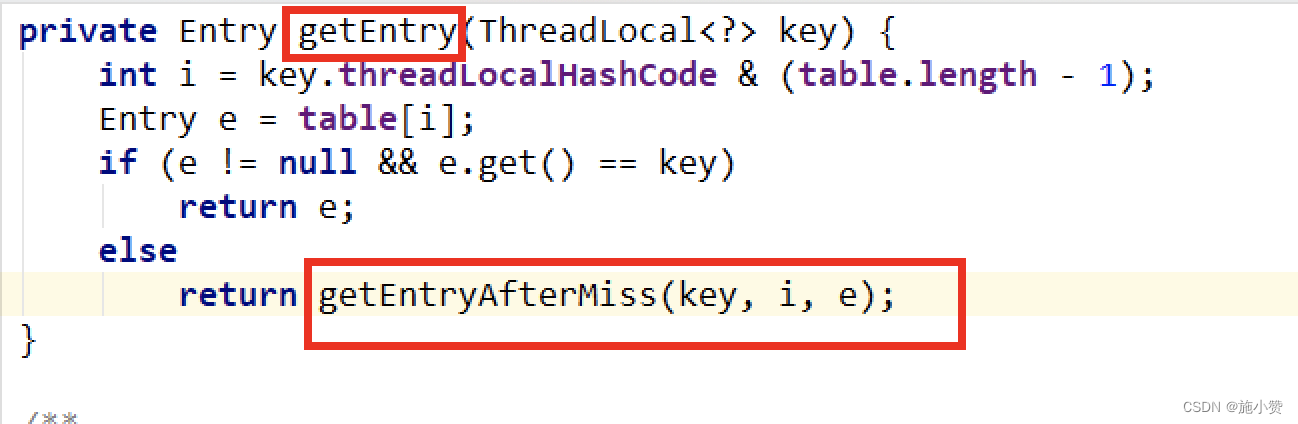 private Entry getEntry(ThreadLocal<?> key) {
    int i = key.threadLocalHashCode & (table.length - 1);
    Entry e = table[i];
    if (e != null && e.get() == key)
        return e;
    else
        return getEntryAfterMiss(key, i, e);
}
/**
CSDN @施小赞